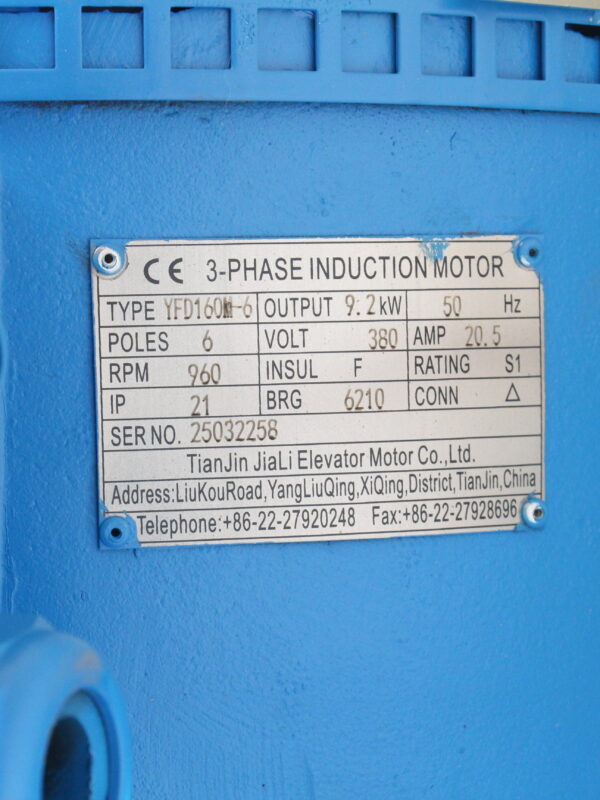 CE 3-PHASE INDUCTION MOTOR
TYPE YFD160M-6 OUTPUT 9.2 kW 50 Hz
POLES 6 VOLT 380 AMP 20.5
RPM 960 INSUL F RATING S1
IP 21 BRG 6210 CONN △
SER NO. 25032258
TianJin JiaLi Elevator Motor Co.,Ltd.
Address:LiuKouRoad,YangLiuQing,XiQing,District,TianJin,China
Telephone:+86-22-27920248 Fax:+86-22-27928696